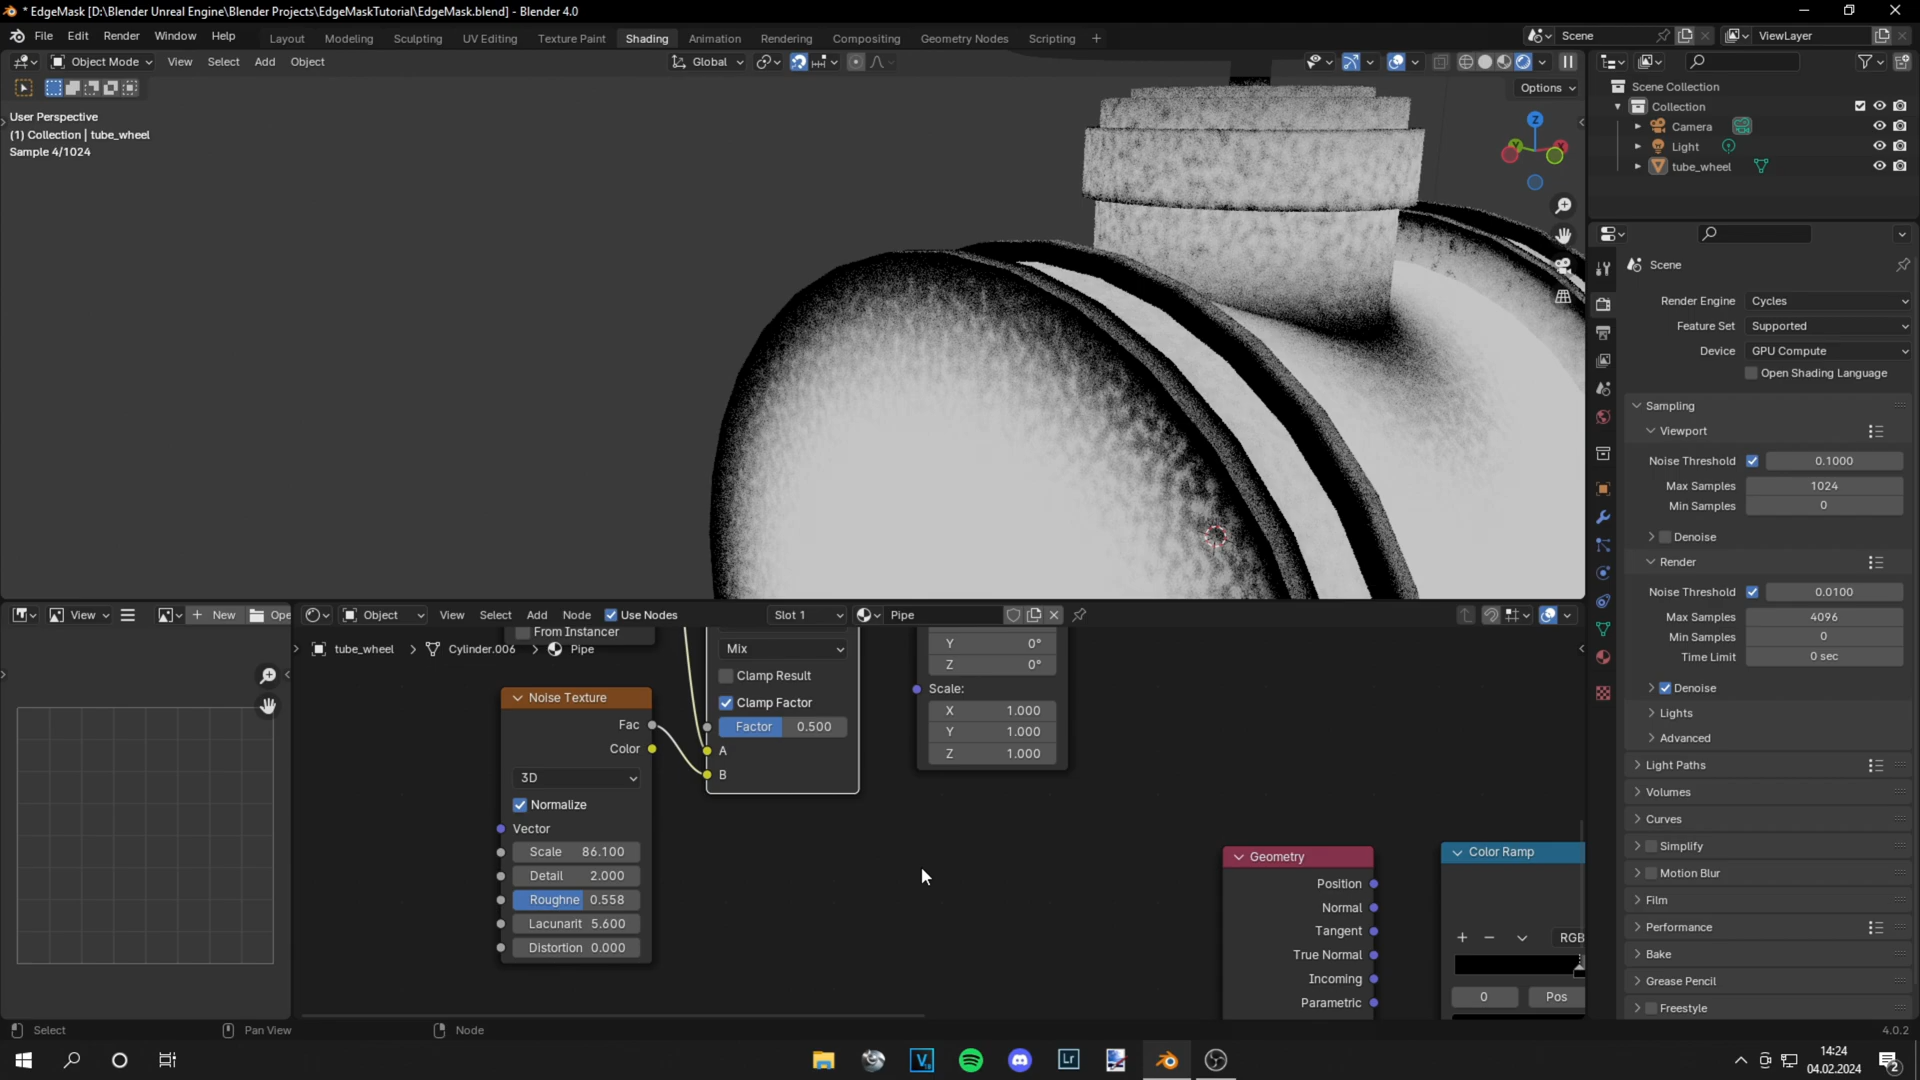 * EdgeMask [D:\Blender Unreal Engine\Blender Projects\EdgeMaskTutorial\EdgeMask.blend] - Blender 4.0
File Edit Render Window Help
Layout Modeling Sculpting UV Editing Texture Paint Shading Animation Rendering Compositing Geometry Nodes Scripting +
Scene
ViewLayer
Object Mode View Select Add Object
Global
Options
User Perspective
(1) Collection | tube_wheel
Sample 4/1024
Z
Scene Collection
Collection
Camera
Light
tube_wheel
Scene
Render Engine Cycles
Feature Set Supported
Device GPU Compute
Open Shading Language
Sampling
Viewport
Noise Threshold 0.1000
Max Samples 1024
Min Samples 0
Denoise
Render
Noise Threshold 0.0100
Max Samples 4096
Min Samples 0
Time Limit 0 sec
Denoise
Lights
Advanced
Light Paths
Volumes
Curves
Simplify
Motion Blur
Film
Performance
Bake
Grease Pencil
Freestyle
View
+ New
Ope
Object View Select Add Node Use Nodes
Slot 1
Pipe
From Instancer
tube_wheel > Cylinder.006 > Pipe
Noise Texture
Fac
Color
3D
Normalize
Vector
Scale 86.100
Detail 2.000
Roughne 0.558
Lacunarit 5.600
Distortion 0.000
Mix
Clamp Result
Clamp Factor
Factor 0.500
A
B
Y 0°
Z 0°
Scale:
X 1.000
Y 1.000
Z 1.000
Geometry
Position
Normal
Tangent
True Normal
Incoming
Parametric
Color Ramp
+ −
RGB
0
Pos
Select
Pan View
Node
4.0.2
Lr
14:24
04.02.2024
2